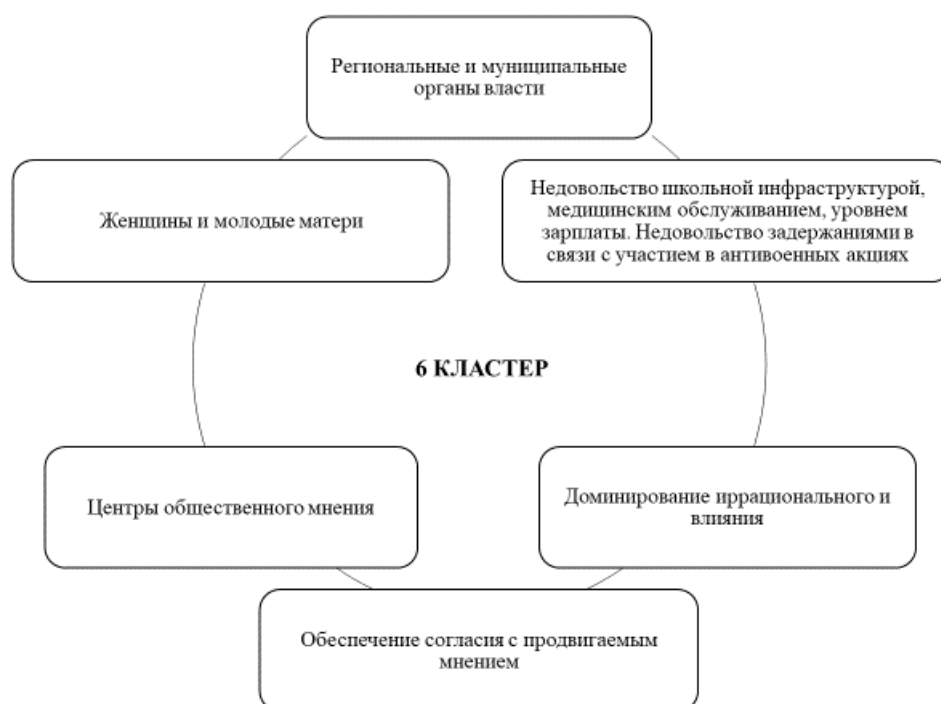 Региональные и муниципальные
органы власти
Женщины и молодые матери
Недовольство школьной инфраструктурой,
медицинским обслуживанием, уровнем
зарплаты. Недовольство задержаниями в
связи с участием в антивоенных акциях
6 КЛАСТЕР
Центры общественного мнения
Доминирование иррационального и
влияния
Обеспечение согласия с продвигаемым
мнением